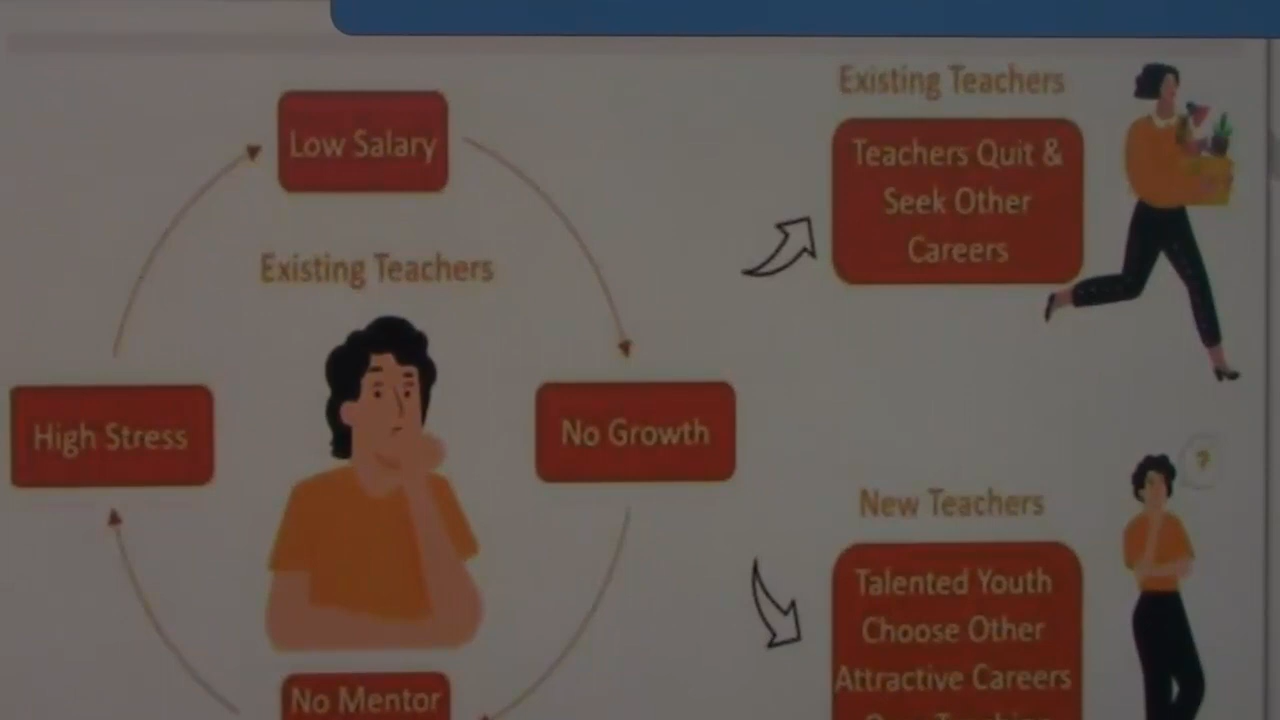 Low Salary
Existing Teachers
High Stress
No Growth
No Mentor
Existing Teachers
Teachers Quit &
Seek Other
Careers
?
New Teachers
Talented Youth
Choose Other
Attractive Careers